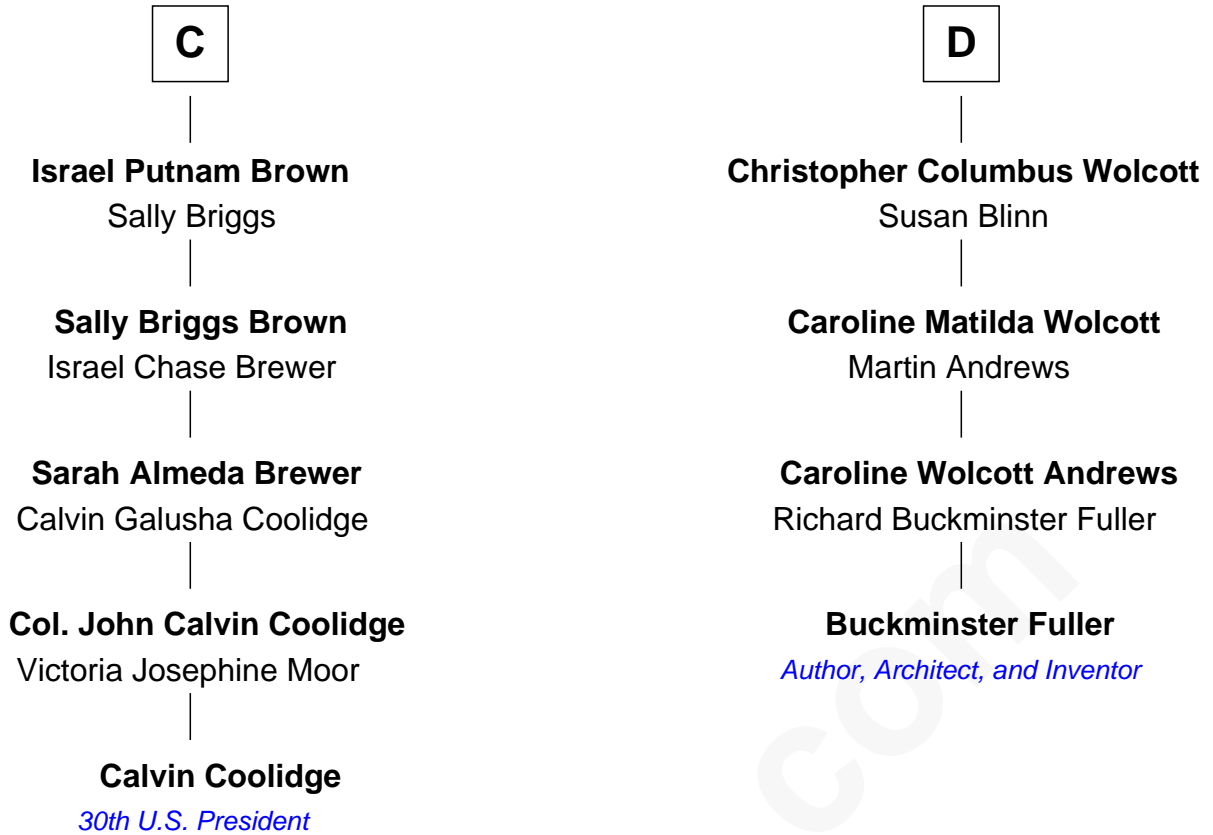 C
Israel Putnam Brown
Sally Briggs
Sally Briggs Brown
Israel Chase Brewer
Sarah Almeda Brewer
Calvin Galusha Coolidge
Col. John Calvin Coolidge
Victoria Josephine Moor
Calvin Coolidge
30th U.S. President
D
Christopher Columbus Wolcott
Susan Blinn
Caroline Matilda Wolcott
Martin Andrews
Caroline Wolcott Andrews
Richard Buckminster Fuller
Buckminster Fuller
Author, Architect, and Inventor
com